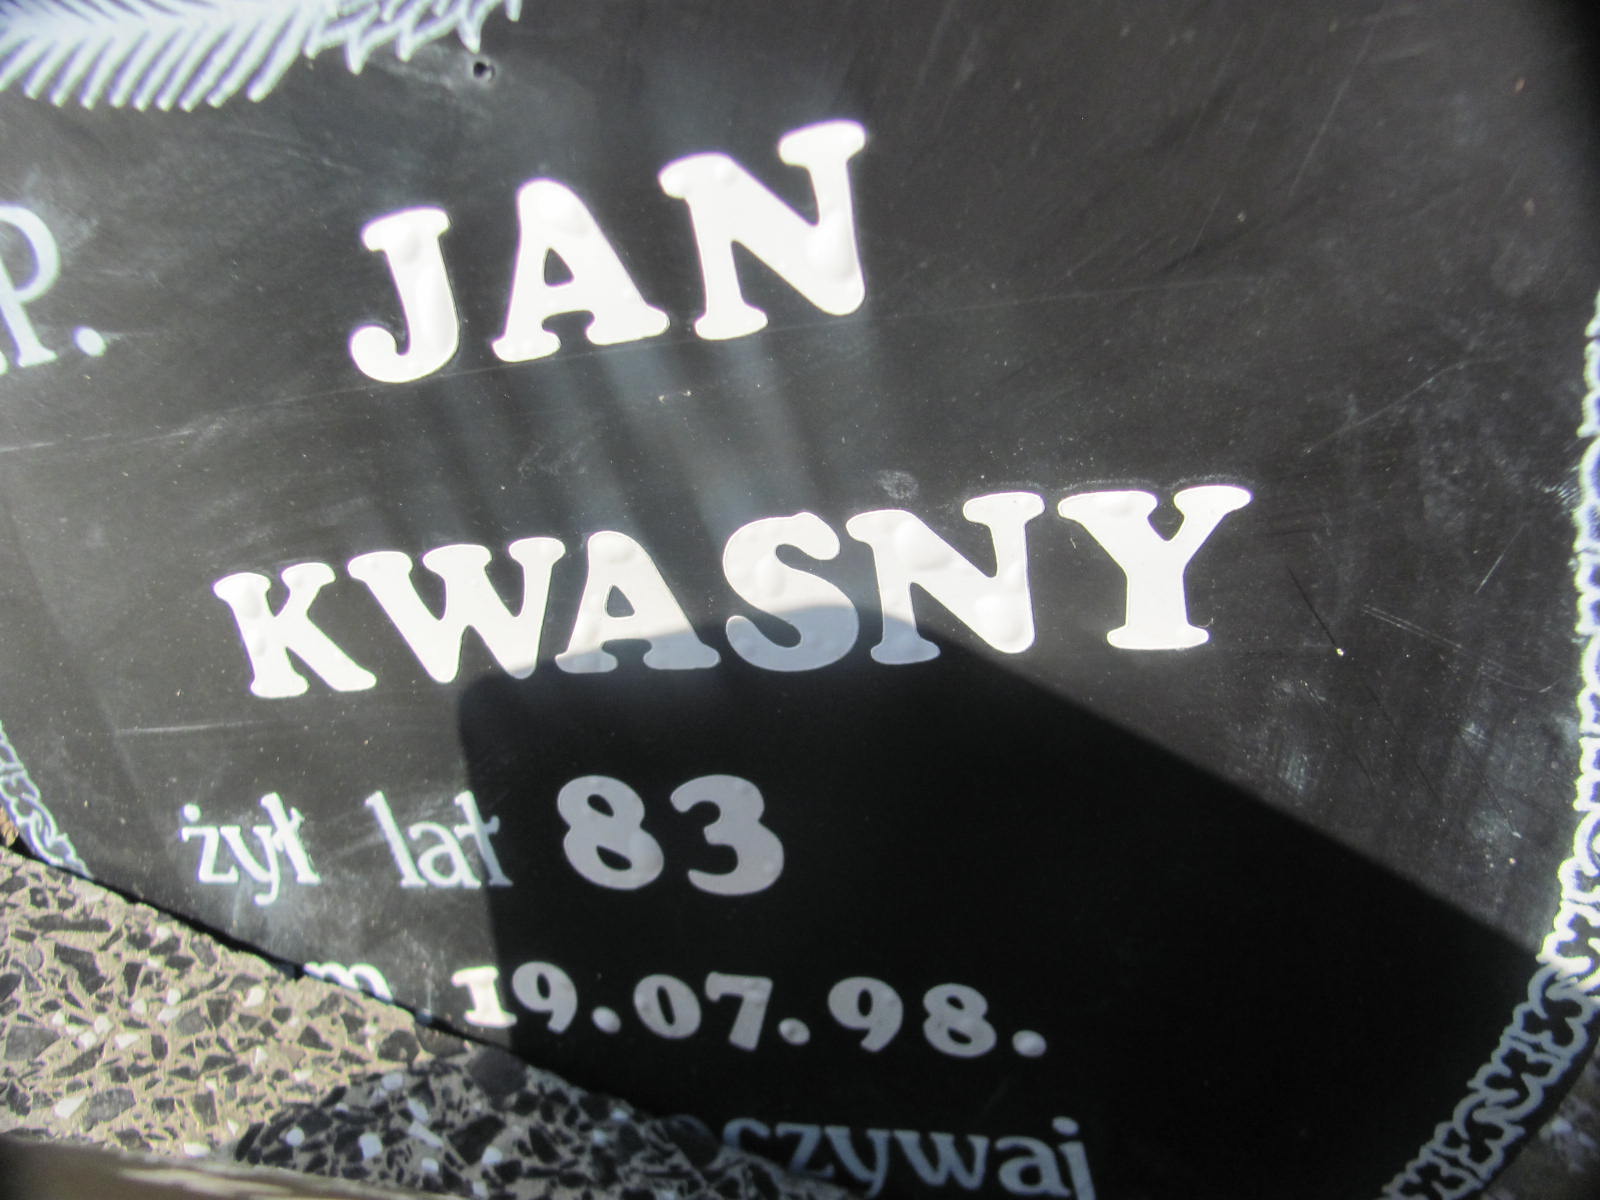 .P.
JAN
KWASNY
żył lat 83
m 19.07.98.
czywaj